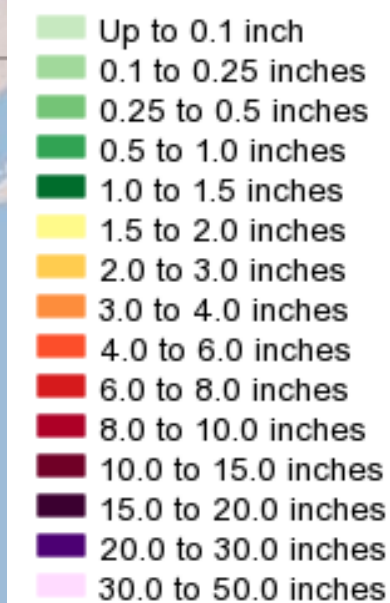 Up to 0.1 inch
0.1 to 0.25 inches
0.25 to 0.5 inches
0.5 to 1.0 inches
1.0 to 1.5 inches
1.5 to 2.0 inches
2.0 to 3.0 inches
3.0 to 4.0 inches
4.0 to 6.0 inches
6.0 to 8.0 inches
8.0 to 10.0 inches
10.0 to 15.0 inches
15.0 to 20.0 inches
20.0 to 30.0 inches
30.0 to 50.0 inches